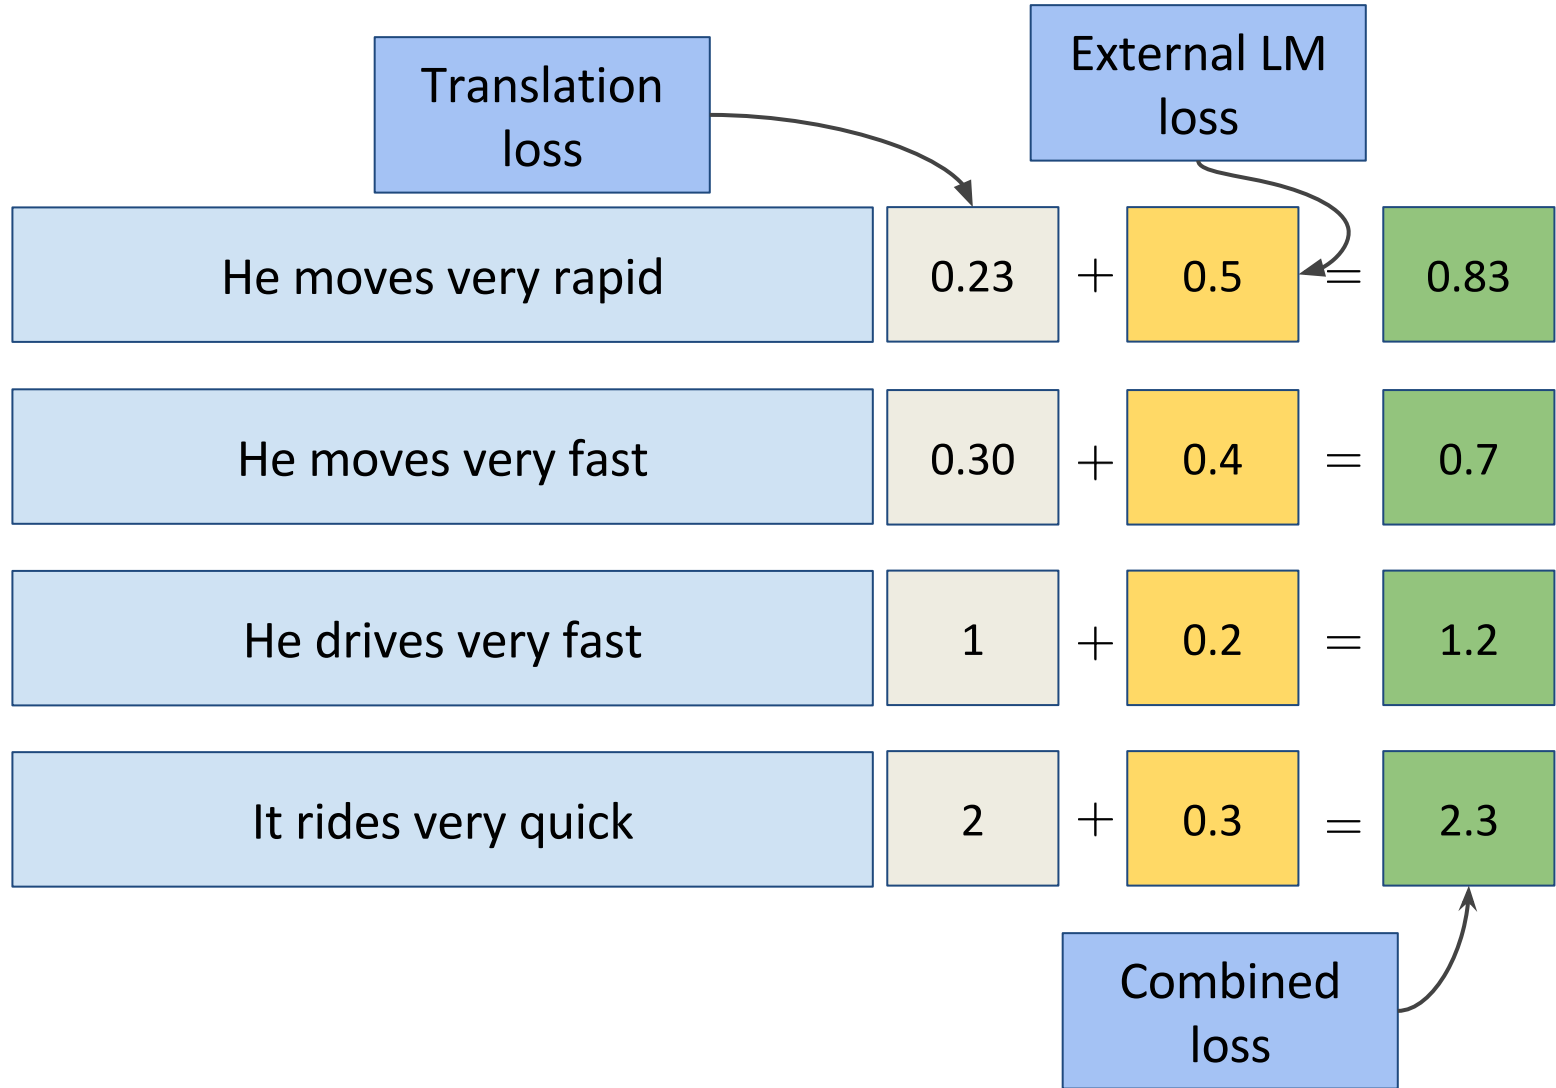 External LM
loss
Translation
loss
He moves very rapid 0.23 + 0.5 = 0.83
He moves very fast 0.30 + 0.4 = 0.7
He drives very fast 1 + 0.2 = 1.2
It rides very quick 2 + 0.3 = 2.3
Combined
loss